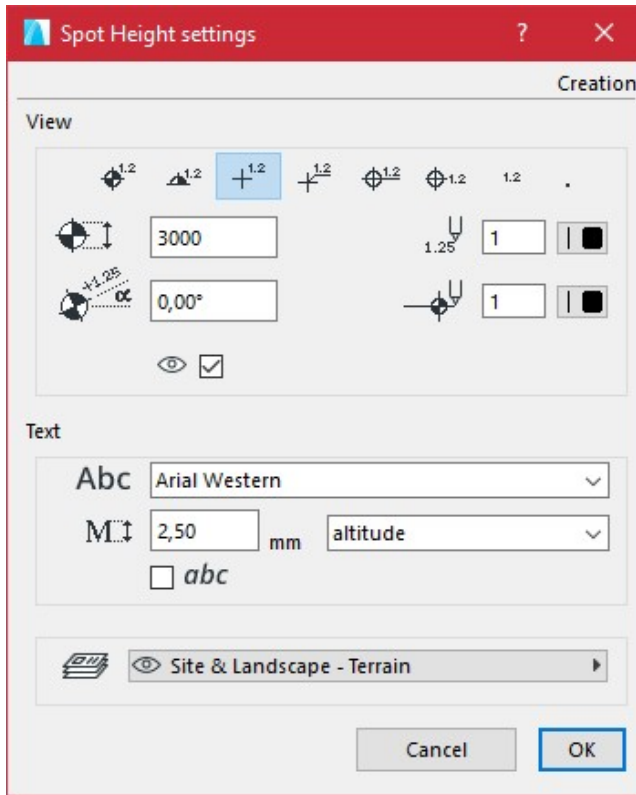 Spot Height settings ?
Creation
View
1.2 1.2 1.2 1.2 1.2 1.2 1.2 .
3000 1.25 1
+1.25 α 0,00° 1
Text
Abc Arial Western
M 2,50 mm altitude
abc
Site & Landscape - Terrain
Cancel OK